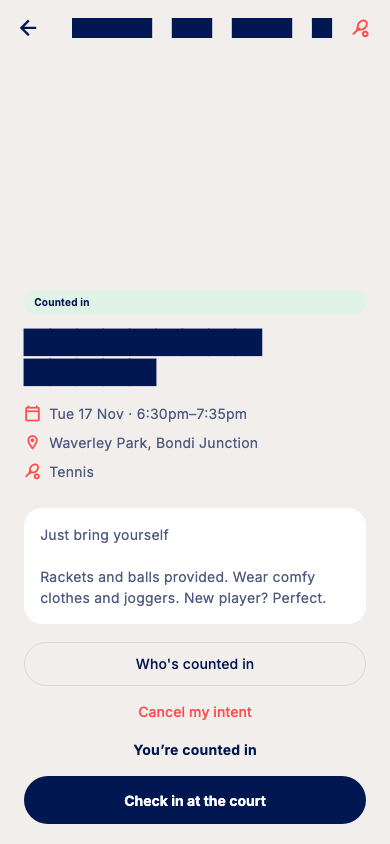 Counted in
Tue 17 Nov · 6:30pm–7:35pm
Waverley Park, Bondi Junction
Tennis
Just bring yourself
Rackets and balls provided. Wear comfy
clothes and joggers. New player? Perfect.
Who's counted in
Cancel my intent
You’re counted in
Check in at the court